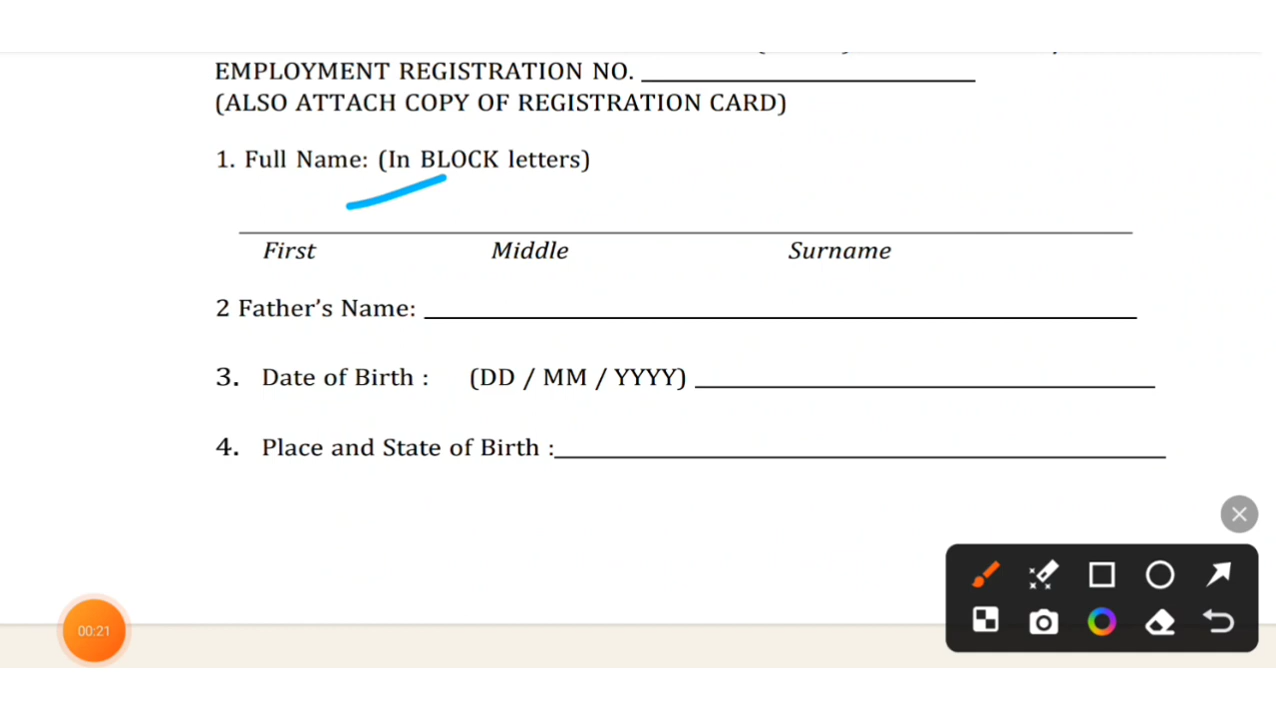 EMPLOYMENT REGISTRATION NO.
(ALSO ATTACH COPY OF REGISTRATION CARD)
1. Full Name: (In BLOCK letters)
First Middle Surname
2 Father’s Name:
3. Date of Birth : (DD / MM / YYYY)
4. Place and State of Birth :
00:21